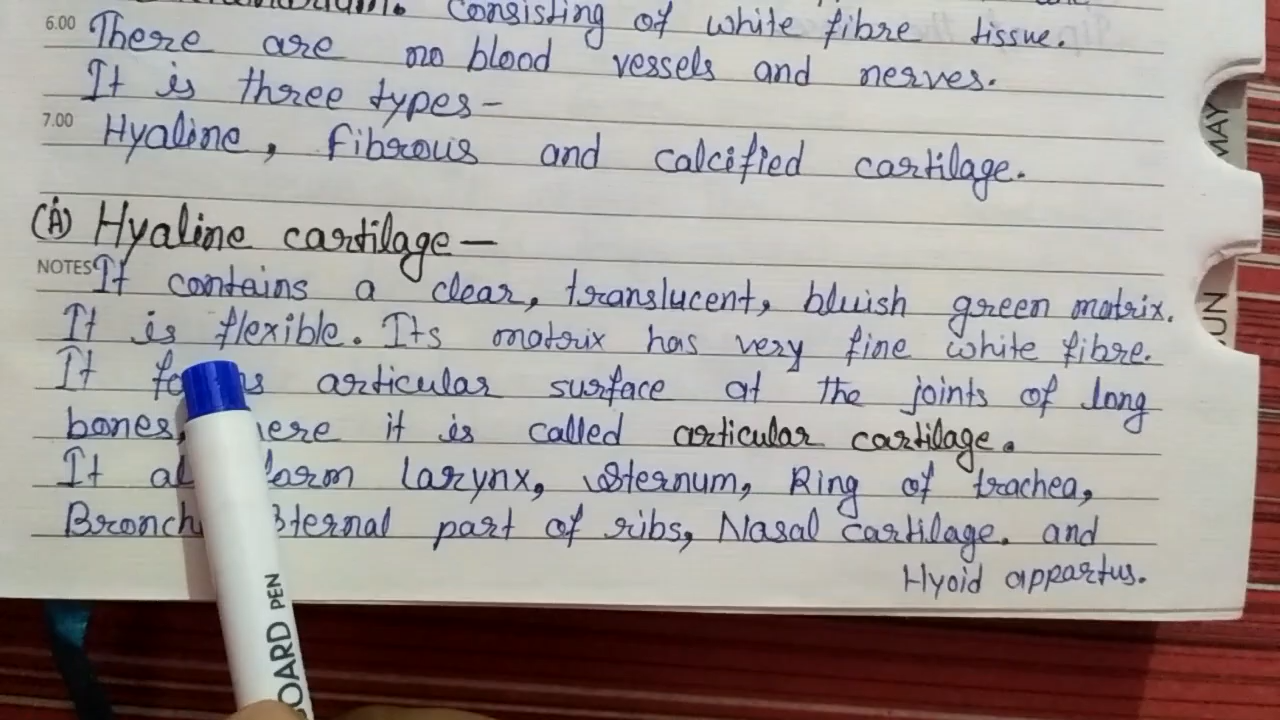 Consisting of white fibre tissue.
6.00 There are no blood vessels and nerves.
It is three types-
7.00 Hyaline, Fibrous and calcified cartilage.
(A) Hyaline cartilage—
NOTES It contains a clear, translucent, bluish green matrix.
It is flexible. Its matrix has very fine white fibre.
It articular surface at the joints of long
bones, it is called articular cartilage.
It form larynx, Sternum, Ring of trachea,
part of ribs, Nasal cartilage. and
Hyoid appartus.
MAY
JUN
BOARD PEN